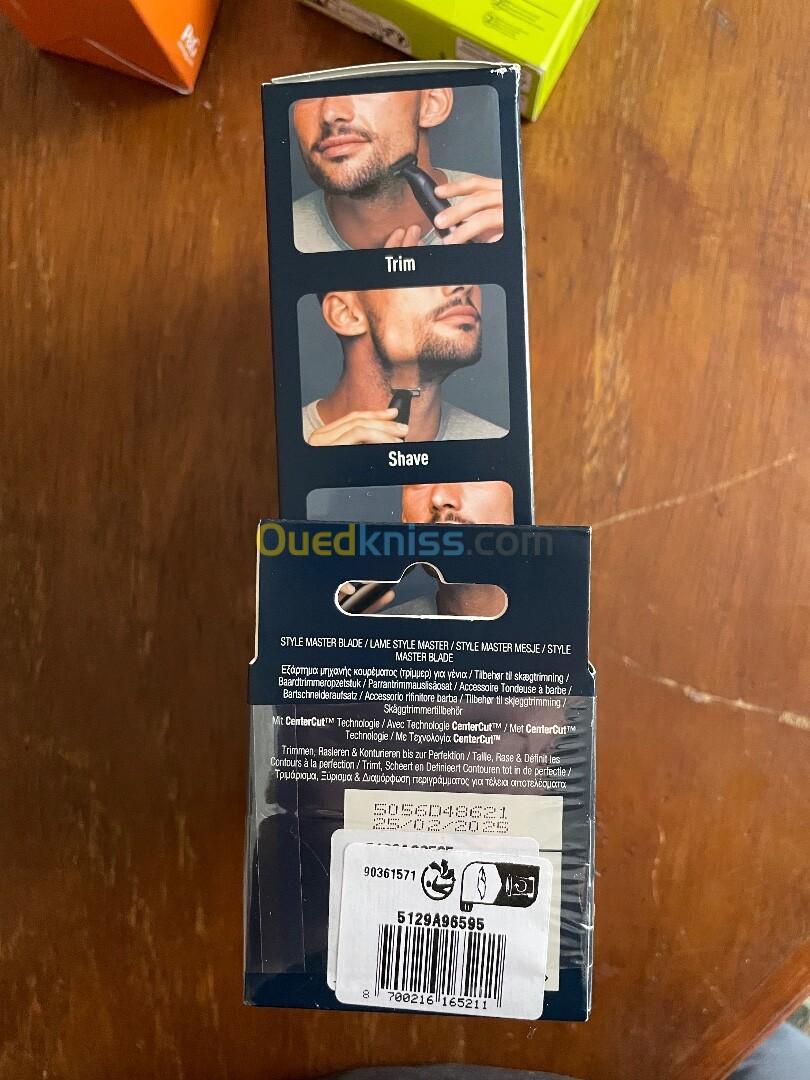 Trim
Shave
Ouedkniss.com
STYLE MASTER BLADE / LAME STYLE MASTER / STYLE MASTER MESJE / STYLE
MASTER BLADE
Εξάρτημα μηχανής κουρέματος (τρίμμερ) για γένια / Tilbehør til skægtrimning /
Baardtrimmeropzetstuk / Parrantrimmauslisäosat / Accessoire Tondeuse à barbe /
Bartschneideraufsatz / Accessorio rifinitore barba / Tilbehør til skjeggtrimming /
Skäggtrimmertillbehör
Mit CenterCut™ Technologie / Avec Technologie CenterCut™ / Met CenterCut™
Technologie / Με Τεχνολογία CenterCut™
Trimmen, Rasieren & Konturieren bis zur Perfektion / Taille, Rase & Définit les
Contours à la perfection / Trimt, Scheert en Definieert Contouren tot in de perfectie /
Τριμάρισμα, Ξύρισμα & Διαμόρφωση περιγράμματος για τέλεια αποτελέσματα
5056D48621
25/02/2025
90361571
5129A96595
8 700216 165211